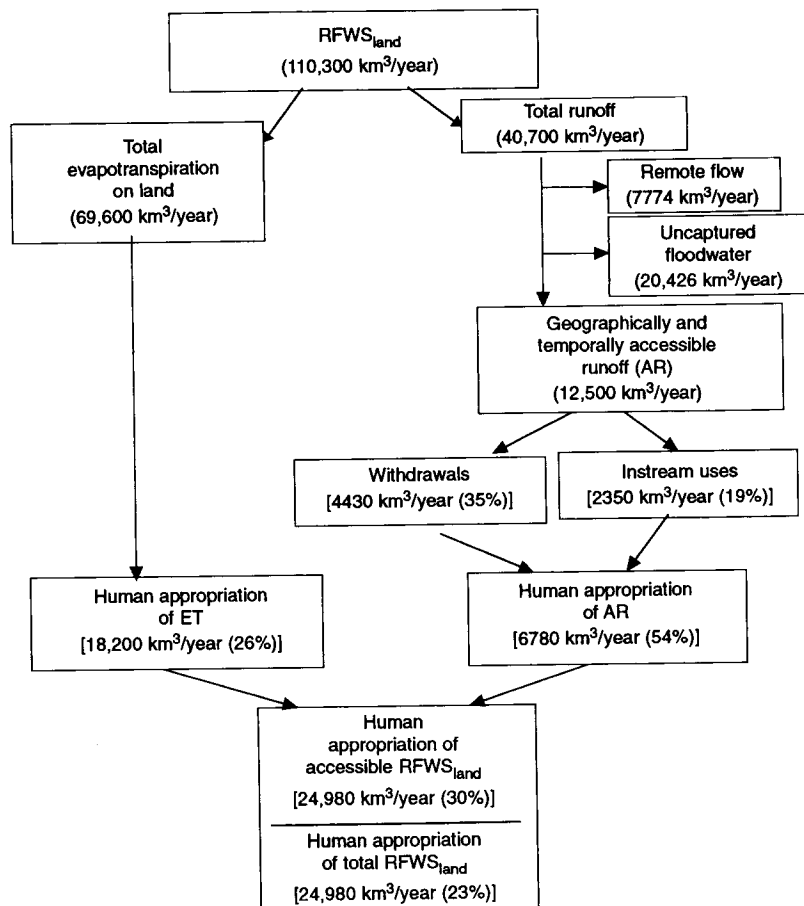 RFWS_land
(110,300 km³/year)
Total runoff
(40,700 km³/year)
Total
evapotranspiration
on land
(69,600 km³/year)
Remote flow
(7774 km³/year)
Uncaptured
floodwater
(20,426 km³/year)
Geographically and
temporally accessible
runoff (AR)
(12,500 km³/year)
Withdrawals
[4430 km³/year (35%)]
Instream uses
[2350 km³/year (19%)]
Human appropriation
of ET
[18,200 km³/year (26%)]
Human appropriation
of AR
[6780 km³/year (54%)]
Human
appropriation of
accessible RFWS_land
[24,980 km³/year (30%)]
Human appropriation
of total RFWS_land
[24,980 km³/year (23%)]